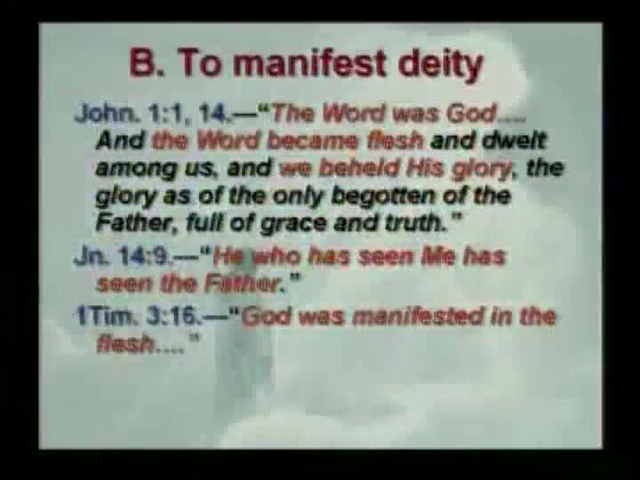 B. To manifest deity
John. 1:1, 14.—“The Word was God....
And the Word became flesh and dwelt
among us, and we beheld His glory, the
glory as of the only begotten of the
Father, full of grace and truth.”
Jn. 14:9.—“He who has seen Me has
seen the Father.”
1Tim. 3:16.—“God was manifested in the
flesh....”